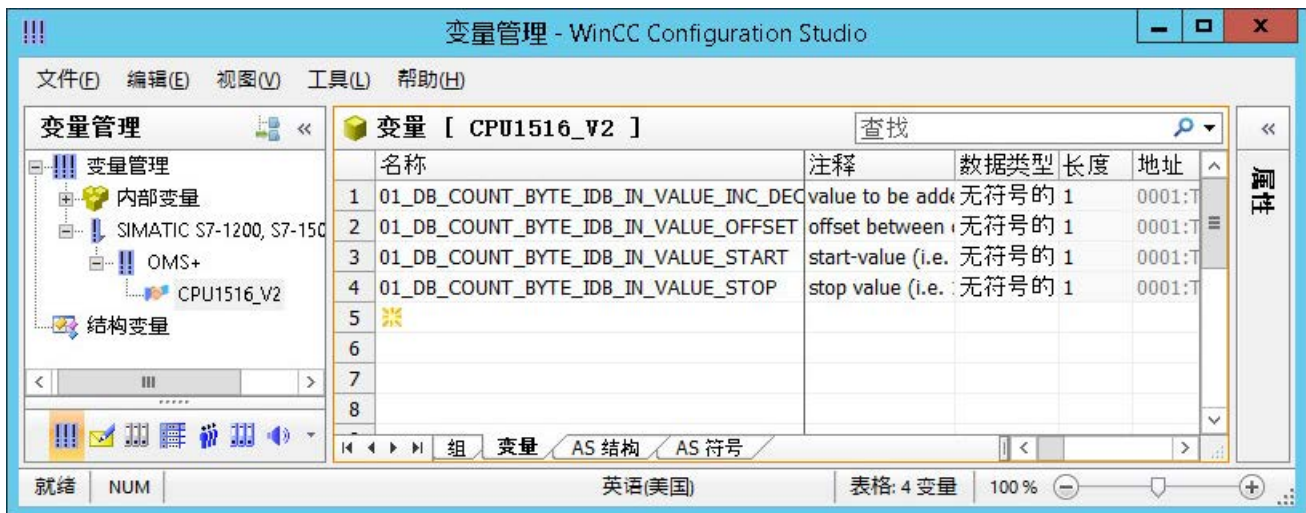 变量管理 - WinCC Configuration Studio
文件(F) 编辑(E) 视图(V) 工具(L) 帮助(H)
变量管理 «
变量管理
内部变量
SIMATIC S7-1200, S7-150
OMS+
CPU1516_V2
结构变量
变量 [ CPU1516_V2 ] 查找 «
属性
名称 注释 数据类型 长度 地址
1 01_DB_COUNT_BYTE_IDB_IN_VALUE_INC_DEC value to be adde 无符号的 1 0001:T
2 01_DB_COUNT_BYTE_IDB_IN_VALUE_OFFSET offset between 无符号的 1 0001:T
3 01_DB_COUNT_BYTE_IDB_IN_VALUE_START start-value (i.e. 无符号的 1 0001:T
4 01_DB_COUNT_BYTE_IDB_IN_VALUE_STOP stop value (i.e. 无符号的 1 0001:T
5
6
7
8
组 变量 AS 结构 AS 符号
就绪 NUM 英语(美国) 表格: 4 变量 100 %